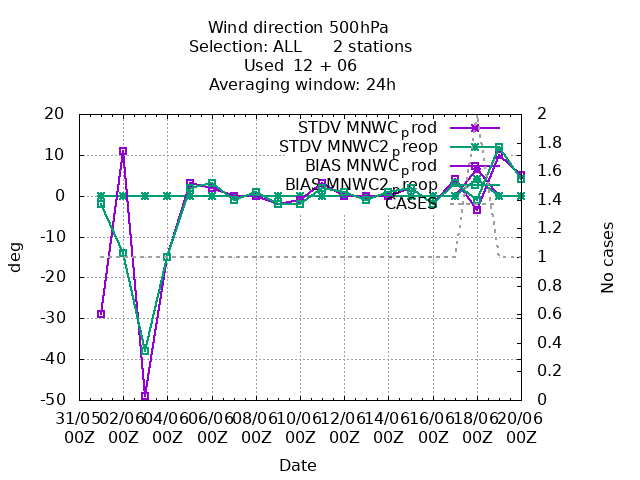 Wind direction 500hPa
Selection: ALL 2 stations
Used 12 + 06
Averaging window: 24h
20
10
0
-10
-20
-30
-40
-50
deg
STDV MNWC_prod
STDV MNWC2_preop
BIAS MNWC_prod
BIAS MNWC2_preop
CASES
2
1.8
1.6
1.4
1.2
1
0.8
0.6
0.4
0.2
0
No cases
31/05 02/06 04/06 06/06 08/06 10/06 12/06 14/06 16/06 18/06 20/06
00Z 00Z 00Z 00Z 00Z 00Z 00Z 00Z 00Z 00Z 00Z
Date